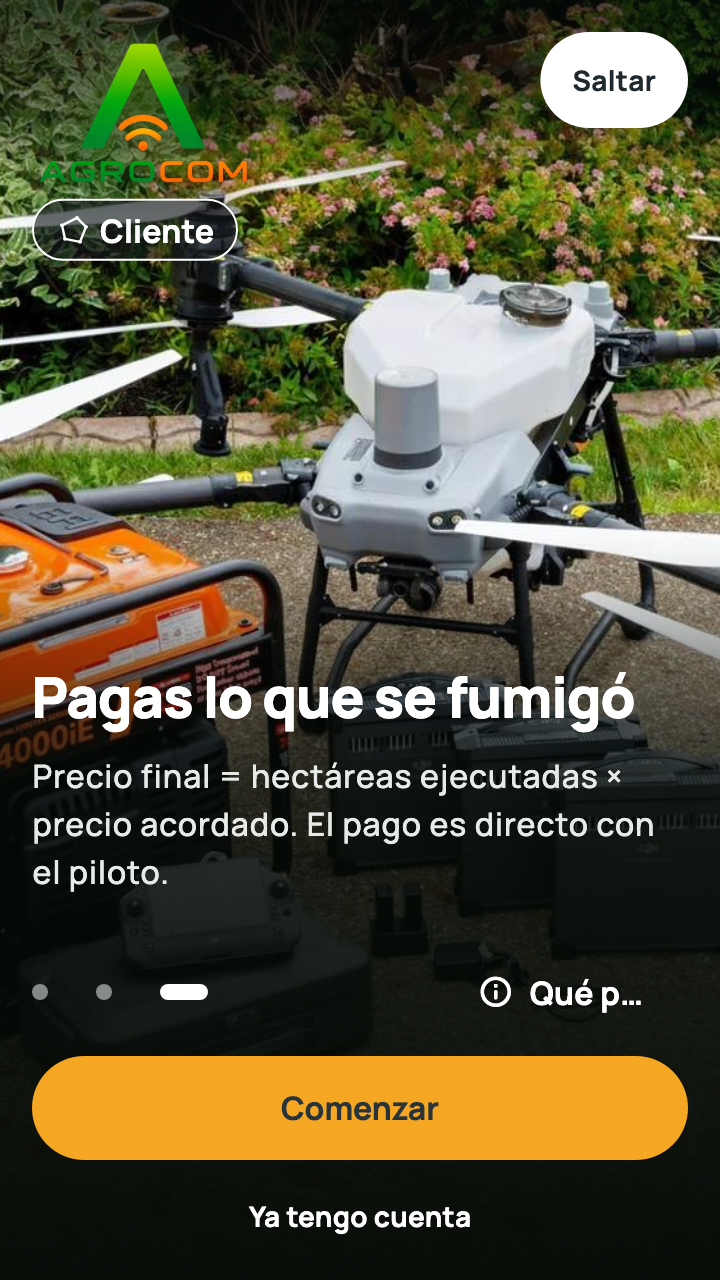 AGROCOM
Saltar
Cliente
4000iE
Pagas lo que se fumigó
Precio final = hectáreas ejecutadas ×
precio acordado. El pago es directo con
el piloto.
Qué p...
Comenzar
Ya tengo cuenta